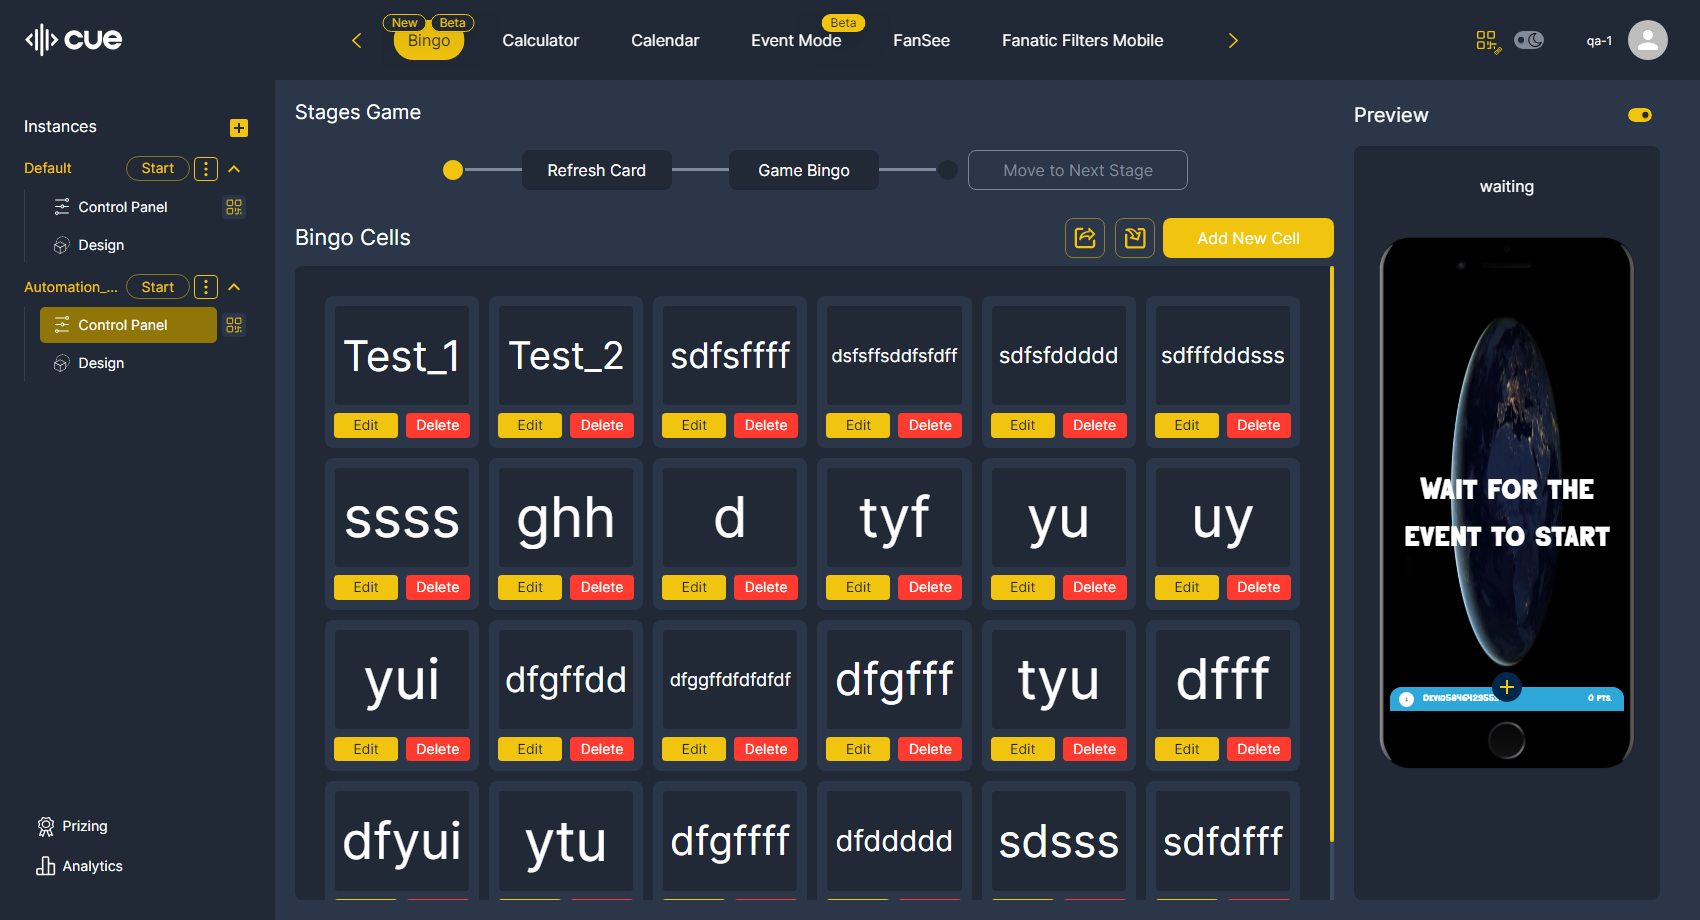 cue
New
Beta
Bingo
Calculator
Calendar
Event Mode
Beta
FanSee
Fanatic Filters Mobile
qa-1
Instances
Default
Start
Control Panel
Design
Automation_...
Start
Control Panel
Design
Prizing
Analytics
Stages Game
Refresh Card
Game Bingo
Move to Next Stage
Bingo Cells
Add New Cell
Test_1
Test_2
sdfsffff
dsfsffsddfsfdff
sdfsfddddd
sdfffdddsss
Edit Delete Edit Delete Edit Delete Edit Delete Edit Delete Edit Delete
ssss
ghh
d
tyf
yu
uy
Edit Delete Edit Delete Edit Delete Edit Delete Edit Delete Edit Delete
yui
dfgffdd
dfggffdfdfdfdf
dfgfff
tyu
dfff
Edit Delete Edit Delete Edit Delete Edit Delete Edit Delete Edit Delete
dfyui
ytu
dfgffff
dfddddd
sdsss
sdfdfff
Preview
waiting
WAIT FOR THE
EVENT TO START
0 PTS.